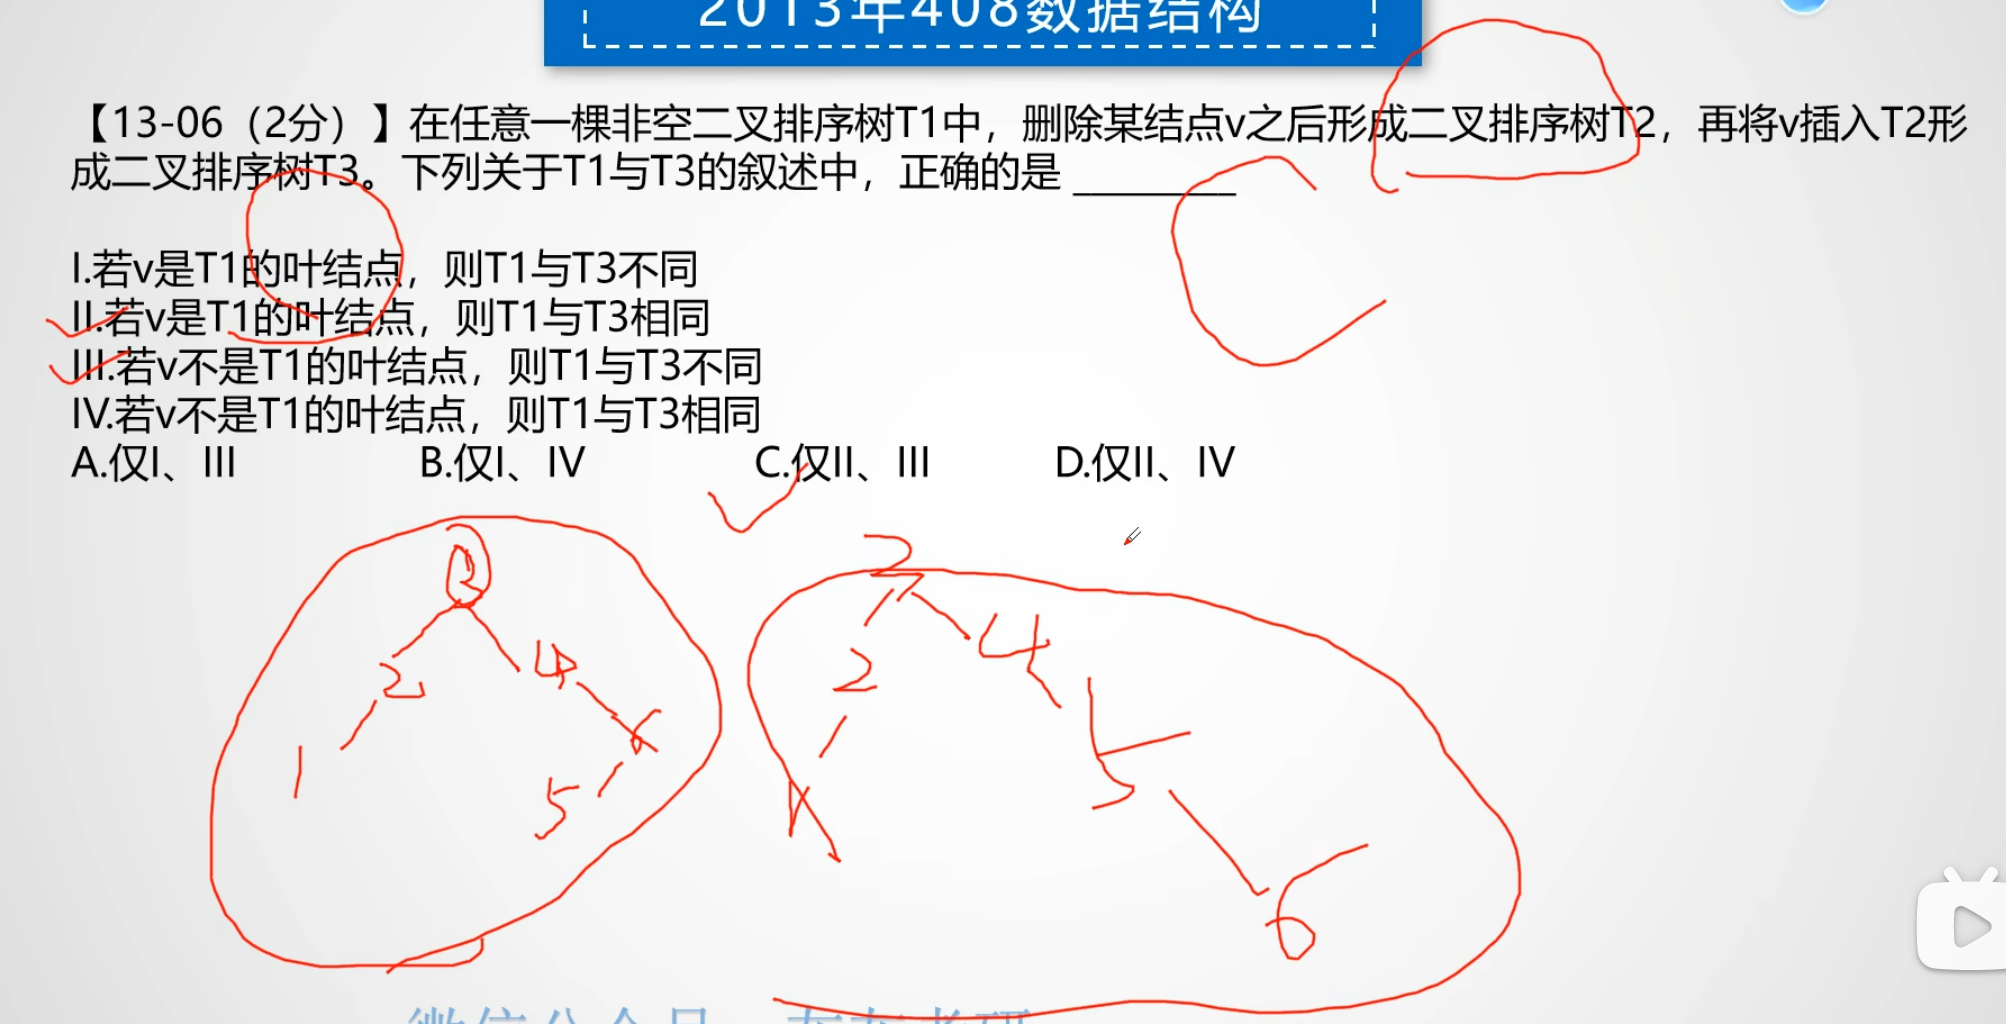 2013年408数据结构
【13-06（2分）】在任意一棵非空二叉排序树T1中，删除某结点v之后形成二叉排序树T2，再将v插入T2形
成二叉排序树T3。下列关于T1与T3的叙述中，正确的是 ________
I.若v是T1的叶结点，则T1与T3不同
II.若v是T1的叶结点，则T1与T3相同
III.若v不是T1的叶结点，则T1与T3不同
IV.若v不是T1的叶结点，则T1与T3相同
A.仅I、III B.仅I、IV C.仅II、III D.仅II、IV
2 4
2 4
1 5 6
5
6